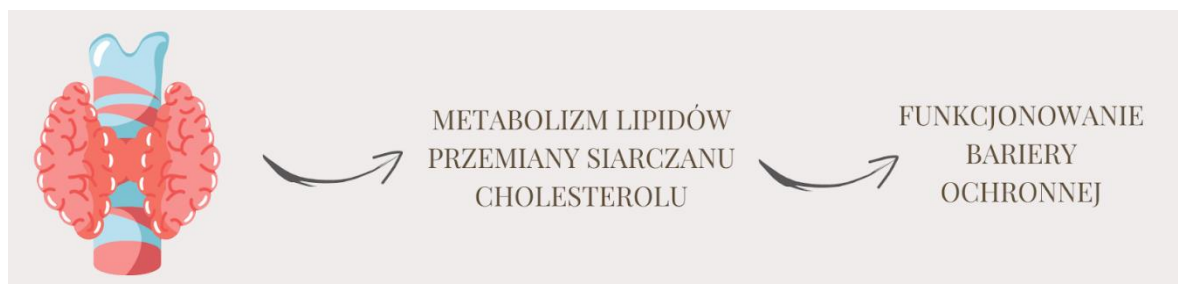 METABOLIZM LIPIDÓW
PRZEMIANY SIARCZANU
CHOLESTEROLU
FUNKCJONOWANIE
BARIERY
OCHRONNEJ